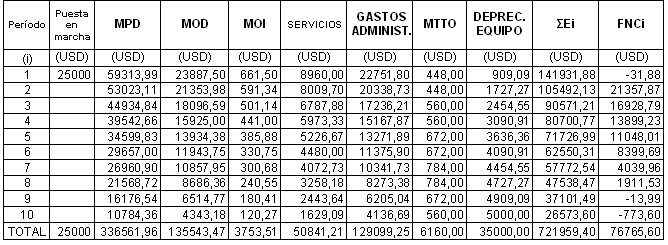 Período Puesta en marcha MPD MOD MOI SERVICIOS GASTOS ADMINIST. MTTO DEPREC. EQUIPO ΣEi FNCi
(i) (USD) (USD) (USD) (USD) (USD) (USD) (USD) (USD) (USD) (USD)
1 25000 59313,99 23887,50 661,50 8960,00 22751,80 448,00 909,09 141931,88 -31,88
2 53023,11 21353,98 591,34 8009,70 20338,73 448,00 1727,27 105492,13 21357,87
3 44934,84 18096,59 501,14 6787,88 17236,21 560,00 2454,55 90571,21 16928,79
4 39542,66 15925,00 441,00 5973,33 15167,87 560,00 3090,91 80700,77 13899,23
5 34599,83 13934,38 385,88 5226,67 13271,89 672,00 3636,36 71726,99 11048,01
6 29657,00 11943,75 330,75 4480,00 11375,90 672,00 4090,91 62550,31 8399,69
7 26960,90 10857,95 300,68 4072,73 10341,73 784,00 4454,55 57772,54 4039,96
8 21568,72 8686,36 240,55 3258,18 8273,38 784,00 4727,27 47538,47 1911,53
9 16176,54 6514,77 180,41 2443,64 6205,04 672,00 4909,09 37101,49 -13,99
10 10784,36 4343,18 120,27 1629,09 4136,69 560,00 5000,00 26573,60 -773,60
TOTAL 25000 336561,96 135543,47 3753,51 50841,21 129099,25 6160,00 35000,00 721959,40 76765,60